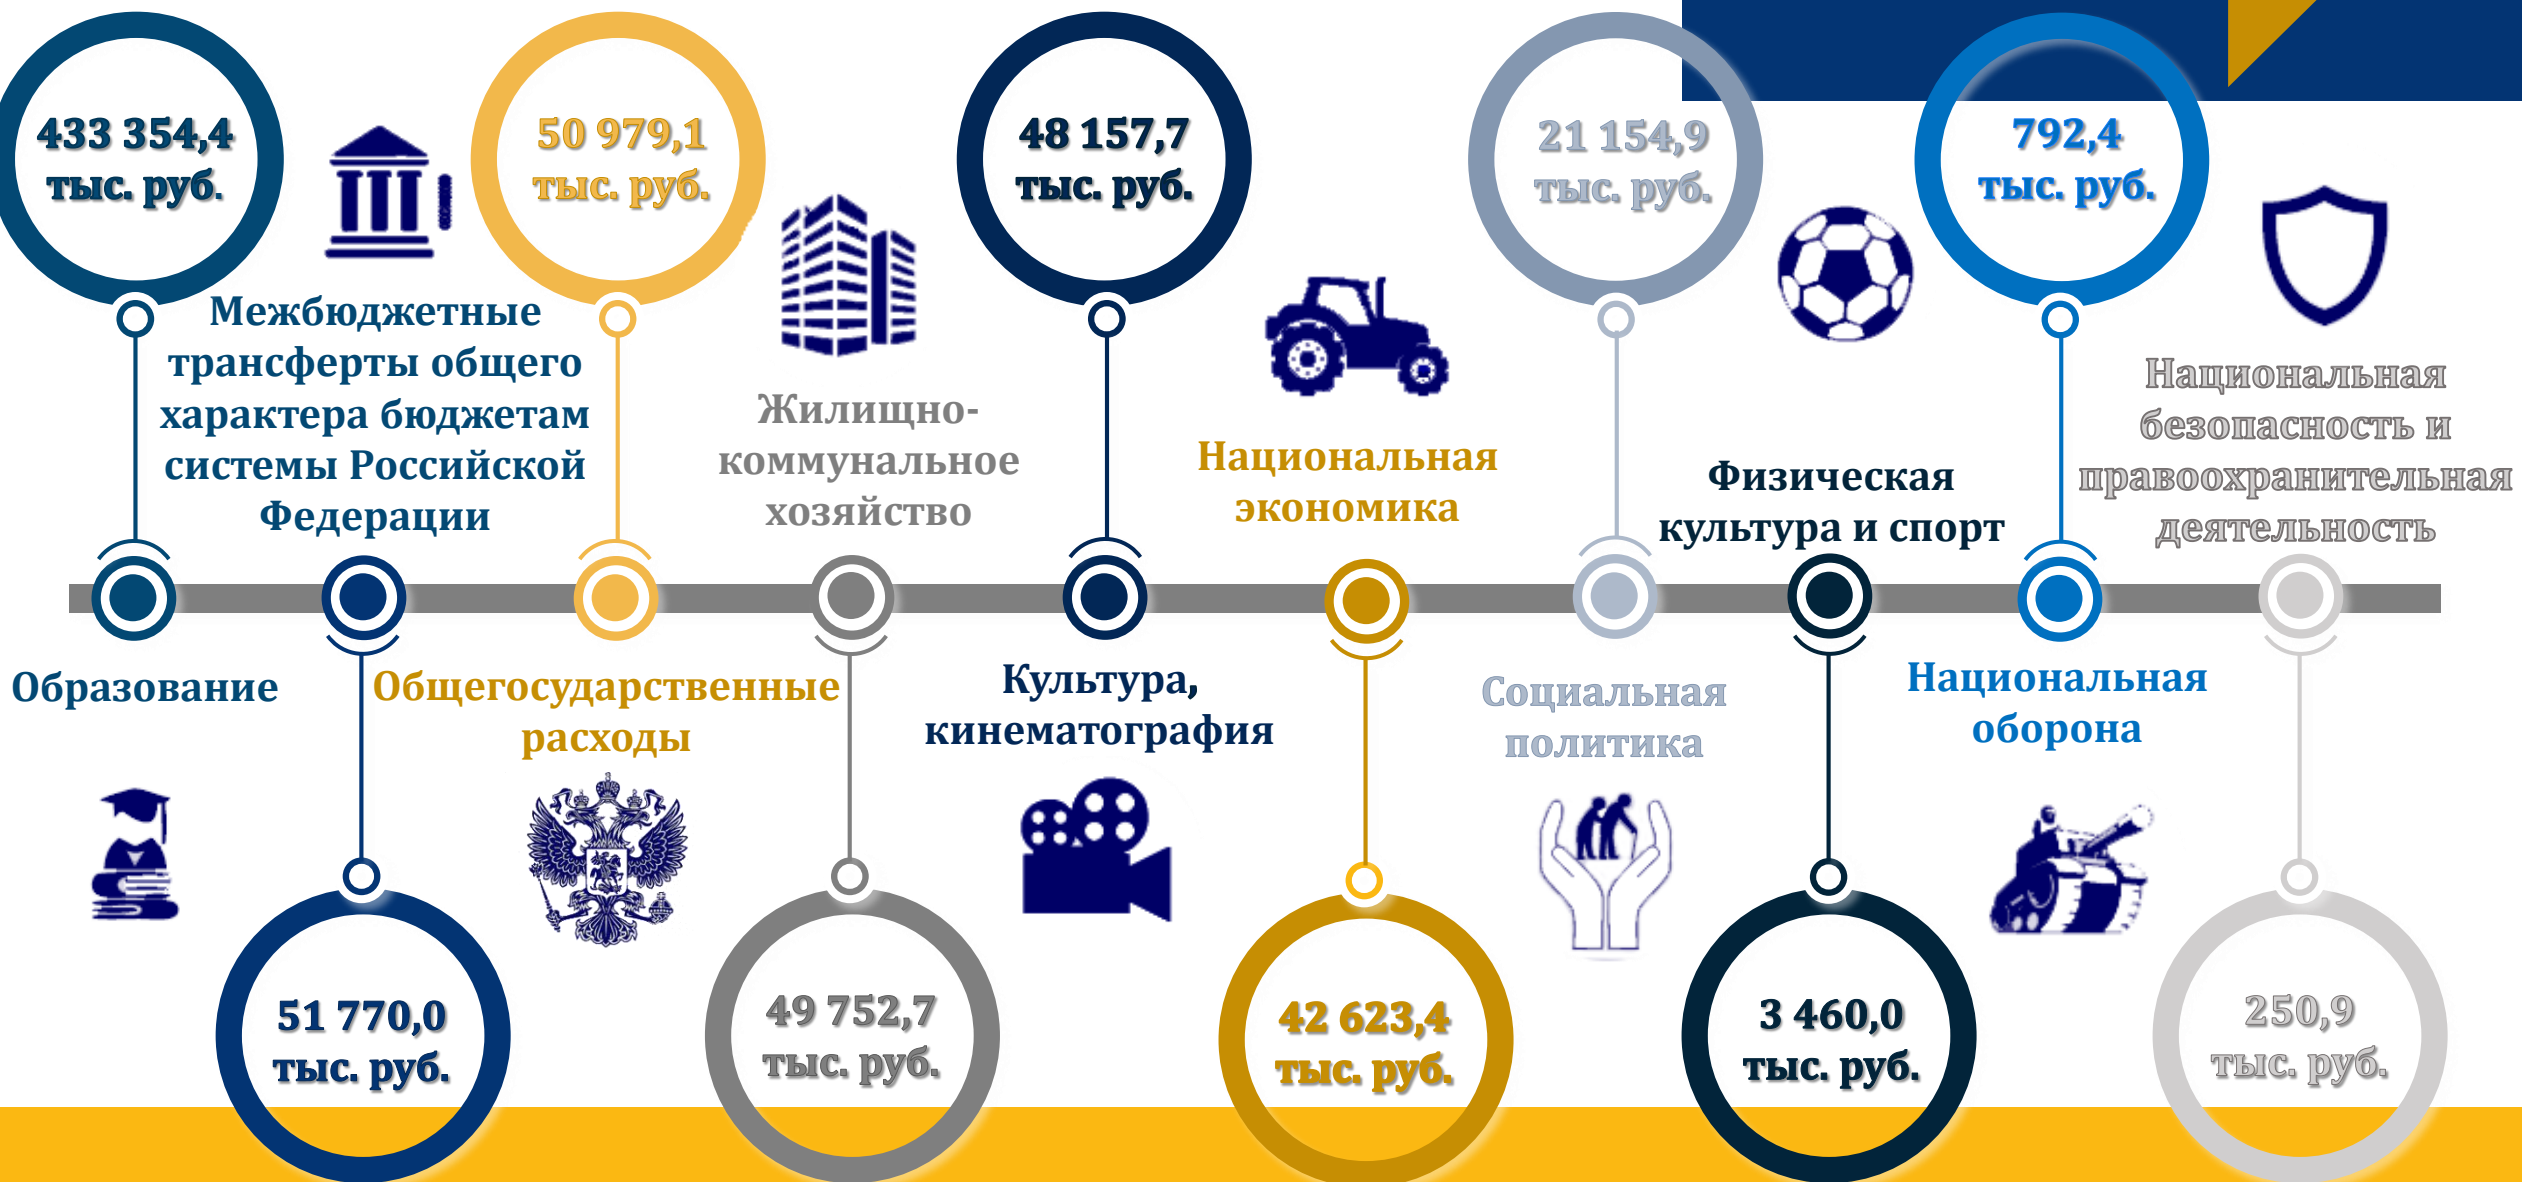 433 354,4
тыс. руб.
Образование
Межбюджетные
трансферты общего
характера бюджетам
системы Российской
Федерации
51 770,0
тыс. руб.
50 979,1
тыс. руб.
Общегосударственные
расходы
Жилищно-
коммунальное
хозяйство
49 752,7
тыс. руб.
48 157,7
тыс. руб.
Культура,
кинематография
Национальная
экономика
42 623,4
тыс. руб.
21 154,9
тыс. руб.
Социальная
политика
Физическая
культура и спорт
3 460,0
тыс. руб.
792,4
тыс. руб.
Национальная
оборона
Национальная
безопасность и
правоохранительная
деятельность
250,9
тыс. руб.